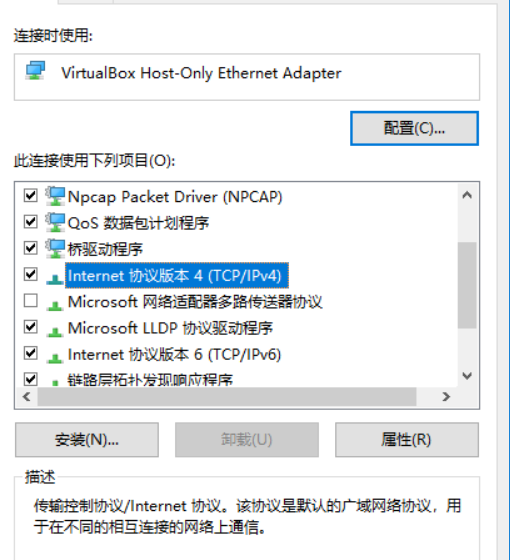 连接时使用:
VirtualBox Host-Only Ethernet Adapter
配置(C)...
此连接使用下列项目(O):
Npcap Packet Driver (NPCAP)
QoS 数据包计划程序
桥驱动程序
Internet 协议版本 4 (TCP/IPv4)
Microsoft 网络适配器多路传送器协议
Microsoft LLDP 协议驱动程序
Internet 协议版本 6 (TCP/IPv6)
链路层拓扑发现响应程序
安装(N)...
卸载(U)
属性(R)
描述
传输控制协议/Internet 协议。该协议是默认的广域网络协议，用
于在不同的相互连接的网络上通信。